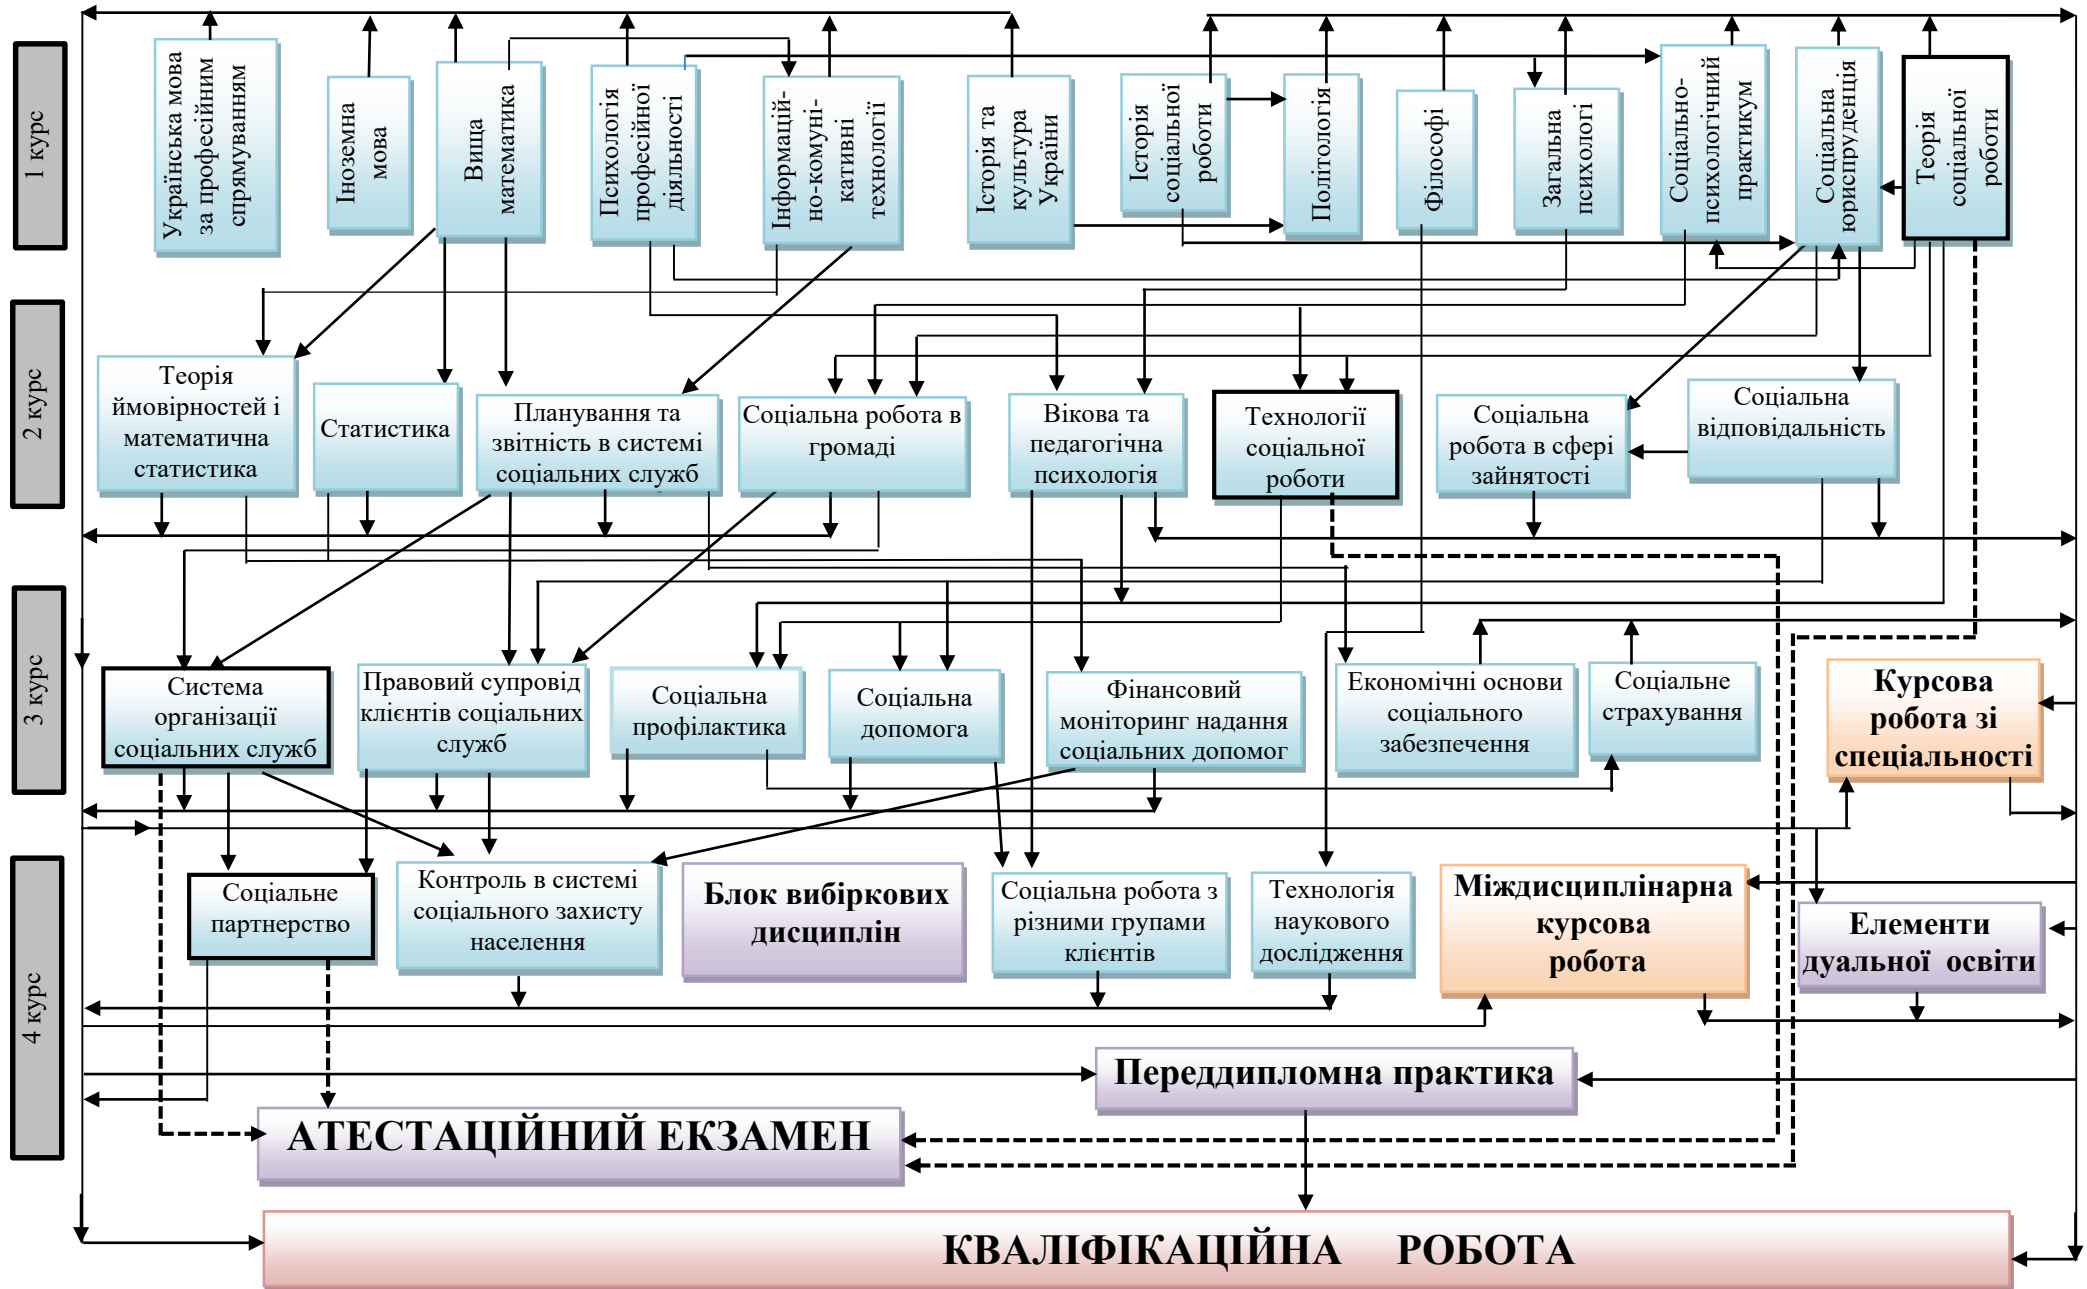 1 курс
Українська мова
за професійним
спрямуванням
Іноземна
мова
Вища
математика
Психологія
професійної
діяльності
Інформацій-
но-комуні-
кативні
технології
Історія та
культура
України
Історія
соціальної
роботи
Політологія
Філософі
Загальна
психологі
Соціально-
психологічний
практикум
Соціальна
юриспруденція
Теорія
соціальної
роботи
2 курс
Теорія
ймовірностей і
математична
статистика
Статистика
Планування та
звітність в системі
соціальних служб
Соціальна робота в
громаді
Вікова та
педагогічна
психологія
Технології
соціальної
роботи
Соціальна
робота в сфері
зайнятості
Соціальна
відповідальність
3 курс
Система
організації
соціальних служб
Правовий супровід
клієнтів соціальних
служб
Соціальна
профілактика
Соціальна
допомога
Фінансовий
моніторинг надання
соціальних допомог
Економічні основи
соціального
забезпечення
Соціальне
страхування
Курсова
робота зі
спеціальності
4 курс
Соціальне
партнерство
Контроль в системі
соціального захисту
населення
Блок вибіркових
дисциплін
Соціальна робота з
різними групами
клієнтів
Технологія
наукового
дослідження
Міждисциплінарна
курсова
робота
Елементи
дуальної освіти
Переддипломна практика
АТЕСТАЦІЙНИЙ ЕКЗАМЕН
КВАЛІФІКАЦІЙНА РОБОТА